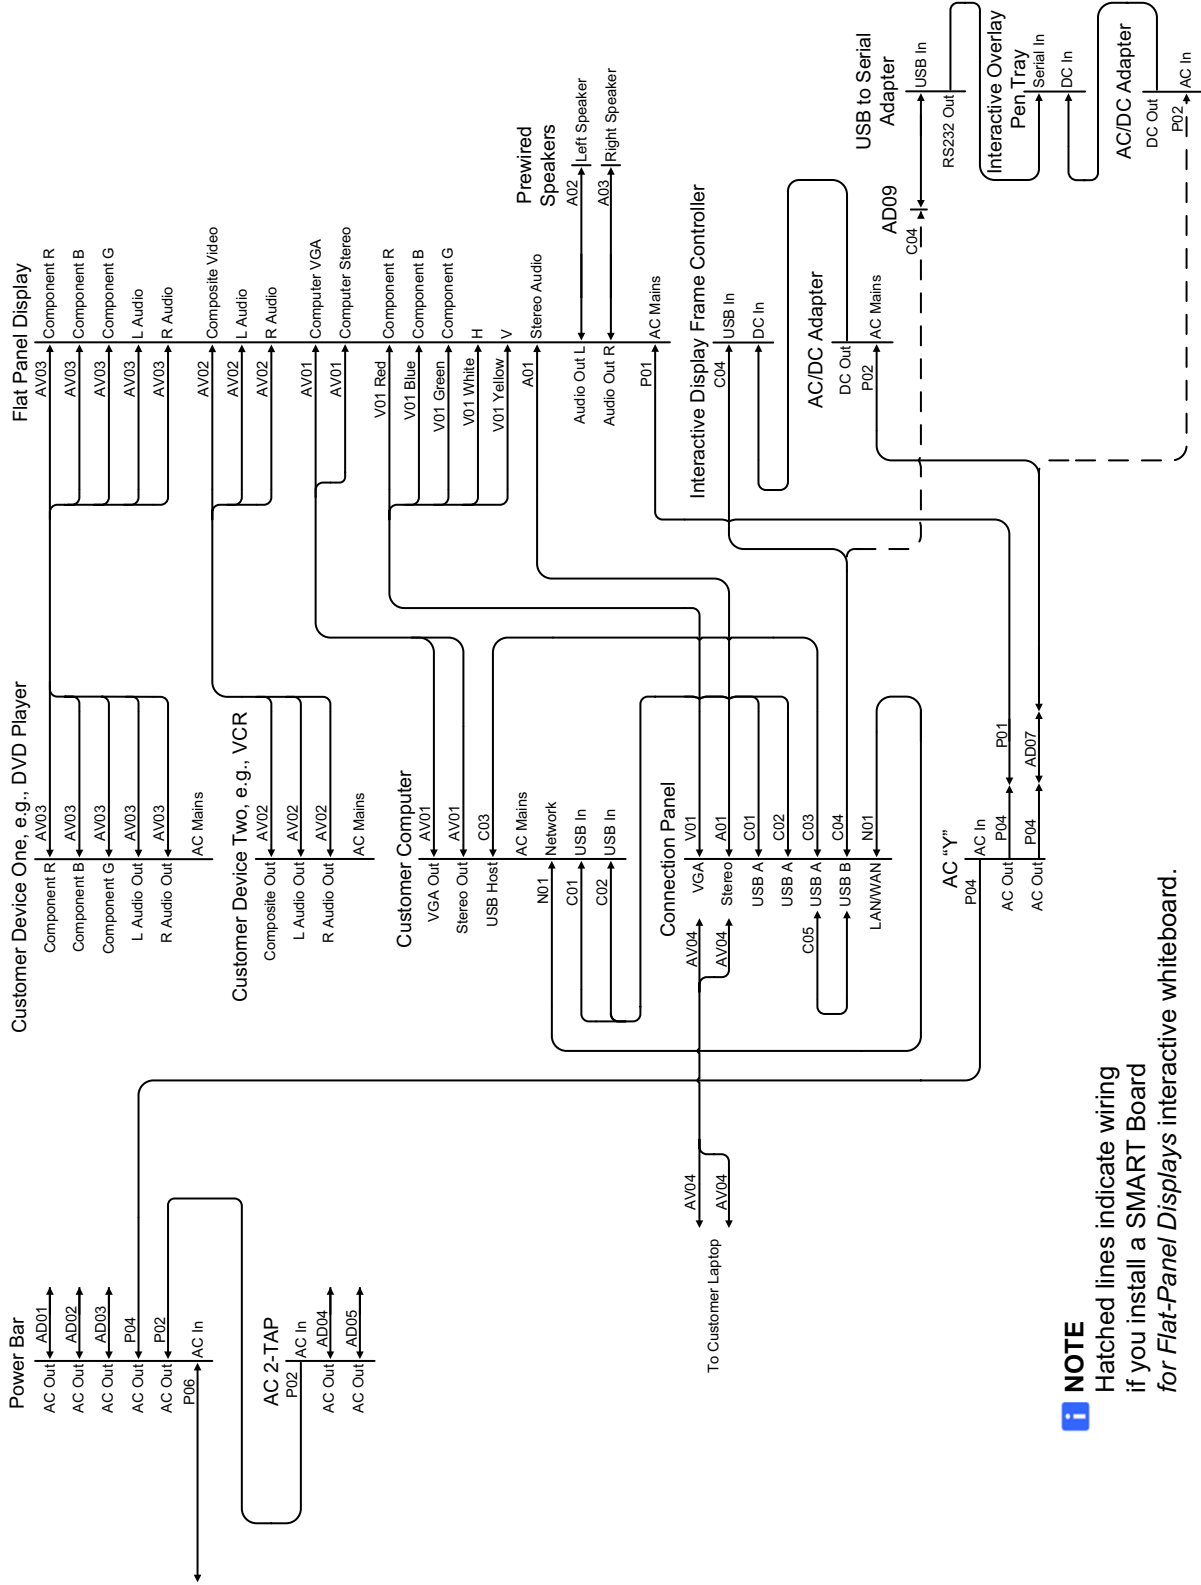 Power Bar
AC Out
AD01
AC Out
AD02
AC Out
AD03
AC Out
P04
AC Out
P02
P06
AC In
AC 2-TAP
P02
AC In
AC Out
AD04
AC Out
AD05
Customer Device One, e.g., DVD Player
Component R
AV03
Component B
AV03
Component G
AV03
L Audio Out
AV03
R Audio Out
AV03
AC Mains
Customer Device Two, e.g., VCR
Composite Out
AV02
L Audio Out
AV02
R Audio Out
AV02
AC Mains
Customer Computer
VGA Out
AV01
Stereo Out
AV01
USB Host
C03
AC Mains
N01
Network
C01
USB In
C02
USB In
Connection Panel
AV04
VGA
V01
AV04
Stereo
A01
USB A
C01
USB A
C02
C05
USB A
C03
USB B
C04
LAN/WAN
N01
AV04
AV04
To Customer Laptop
AC “Y”
P04
AC In
AC Out
P04
P01
AC Out
P04
AD07
Flat Panel Display
AV03
Component R
AV03
Component B
AV03
Component G
AV03
L Audio
AV03
R Audio
AV02
Composite Video
AV02
L Audio
AV02
R Audio
AV01
Computer VGA
AV01
Computer Stereo
V01 Red
Component R
V01 Blue
Component B
V01 Green
Component G
V01 White
H
V01 Yellow
V
A01
Stereo Audio
Audio Out L
Audio Out R
P01
AC Mains
Prewired
Speakers
A02
Left Speaker
A03
Right Speaker
Interactive Display Frame Controller
C04
USB In
DC In
AC/DC Adapter
DC Out
P02
AC Mains
AD09
C04
USB to Serial
Adapter
USB In
RS232 Out
Interactive Overlay
Pen Tray
Serial In
DC In
AC/DC Adapter
DC Out
P02
AC In
i NOTE
Hatched lines indicate wiring
if you install a SMART Board
for Flat-Panel Displays interactive whiteboard.